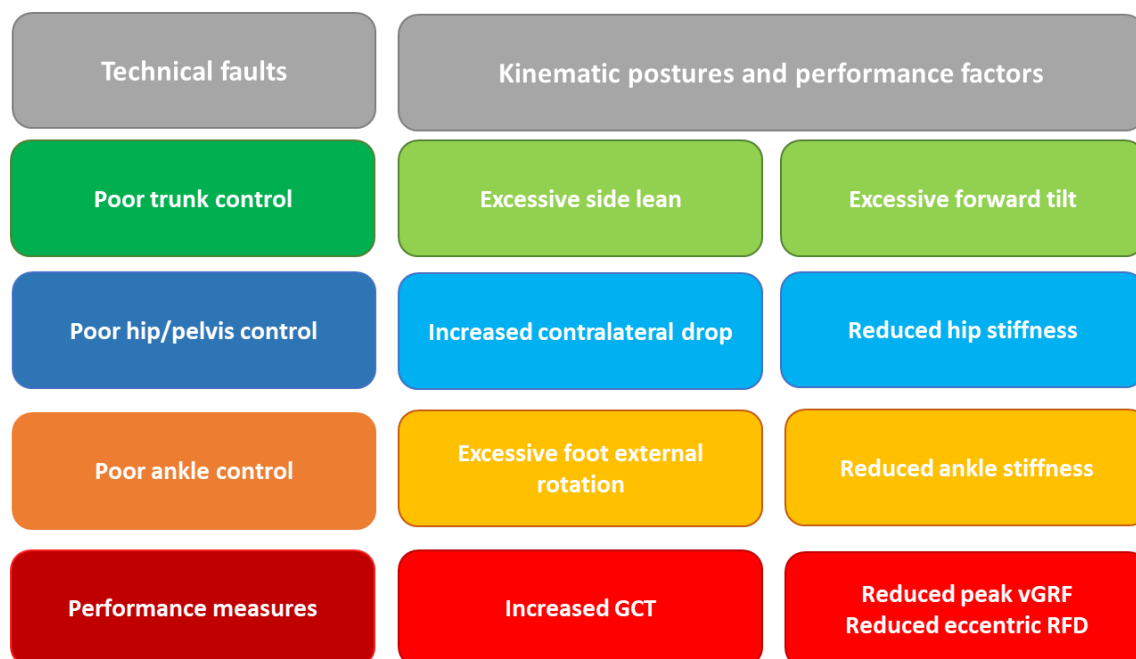 Technical faults
Kinematic postures and performance factors
Poor trunk control
Excessive side lean
Excessive forward tilt
Poor hip/pelvis control
Increased contralateral drop
Reduced hip stiffness
Poor ankle control
Excessive foot external
rotation
Reduced ankle stiffness
Performance measures
Increased GCT
Reduced peak vGRF
Reduced eccentric RFD